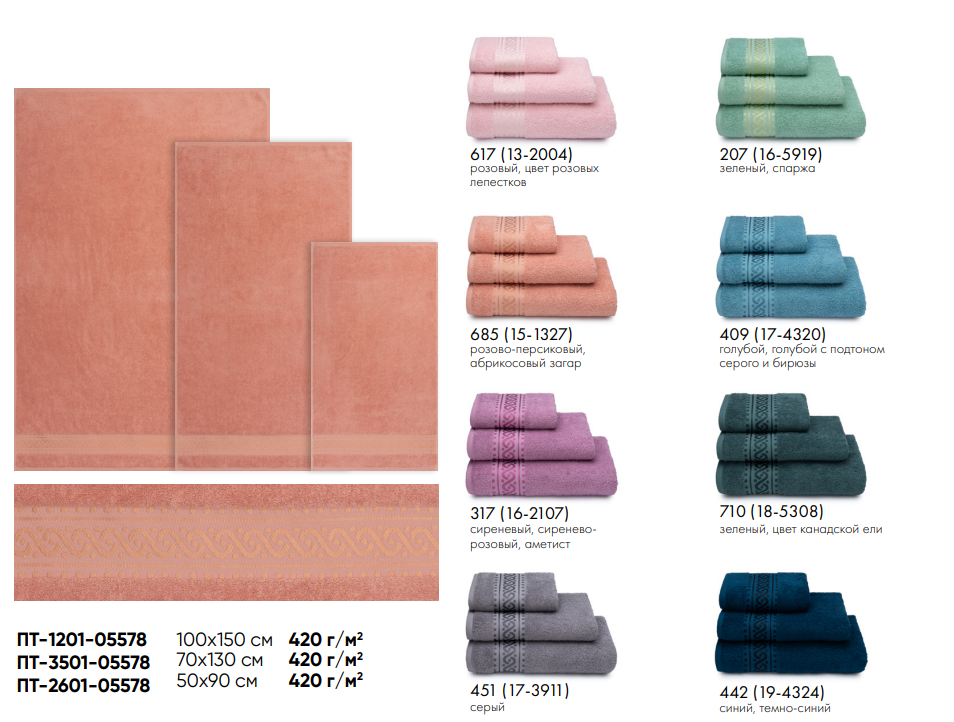 617 (13-2004)
розовый, цвет розовых
лепестков
207 (16-5919)
зеленый, спаржа
685 (15-1327)
розово-персиковый,
абрикосовый загар
409 (17-4320)
голубой, голубой с подтоном
серого и бирюзы
317 (16-2107)
сиреневый, сиренево-
розовый, аметист
710 (18-5308)
зеленый, цвет канадской ели
451 (17-3911)
серый
442 (19-4324)
синий, темно-синий
ПТ-1201-05578 100х150 см 420 г/м²
ПТ-3501-05578 70х130 см 420 г/м²
ПТ-2601-05578 50х90 см 420 г/м²